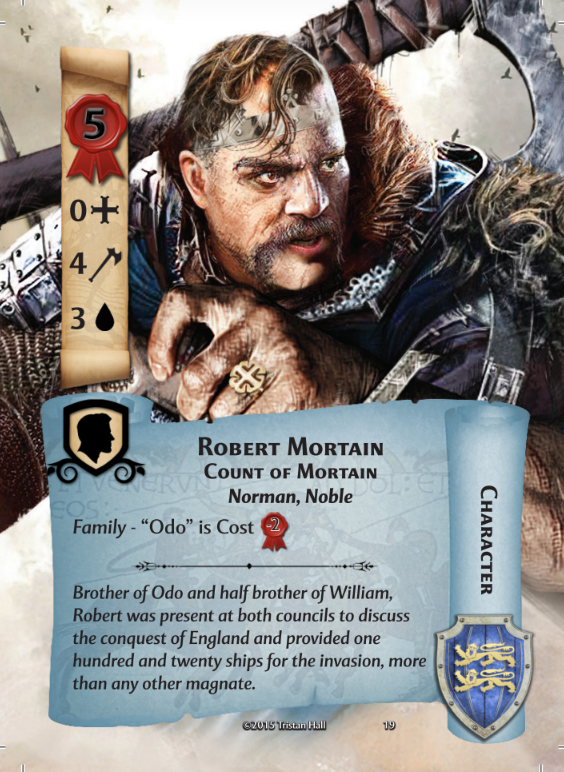 5
0
4
3
Robert Mortain
Count of Mortain
Norman, Noble
Family - “Odo” is Cost -2
Brother of Odo and half brother of William,
Robert was present at both councils to discuss
the conquest of England and provided one
hundred and twenty ships for the invasion, more
than any other magnate.
Character
©2015 Tristan Hall
19